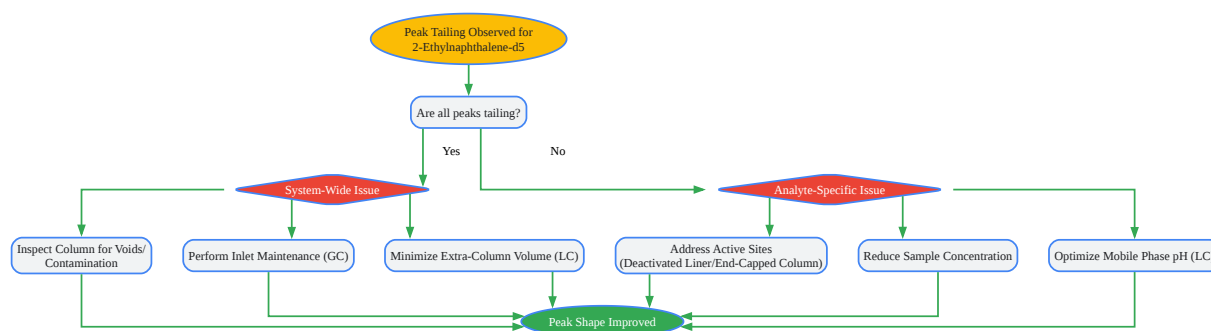 Peak Tailing Observed for
2-Ethylnaphthalene-d5
Are all peaks tailing?
Yes
No
System-Wide Issue
Analyte-Specific Issue
Inspect Column for Voids/
Contamination
Perform Inlet Maintenance (GC)
Minimize Extra-Column Volume (LC)
Address Active Sites
(Deactivated Liner/End-Capped Column)
Reduce Sample Concentration
Optimize Mobile Phase pH (LC
Peak Shape Improved